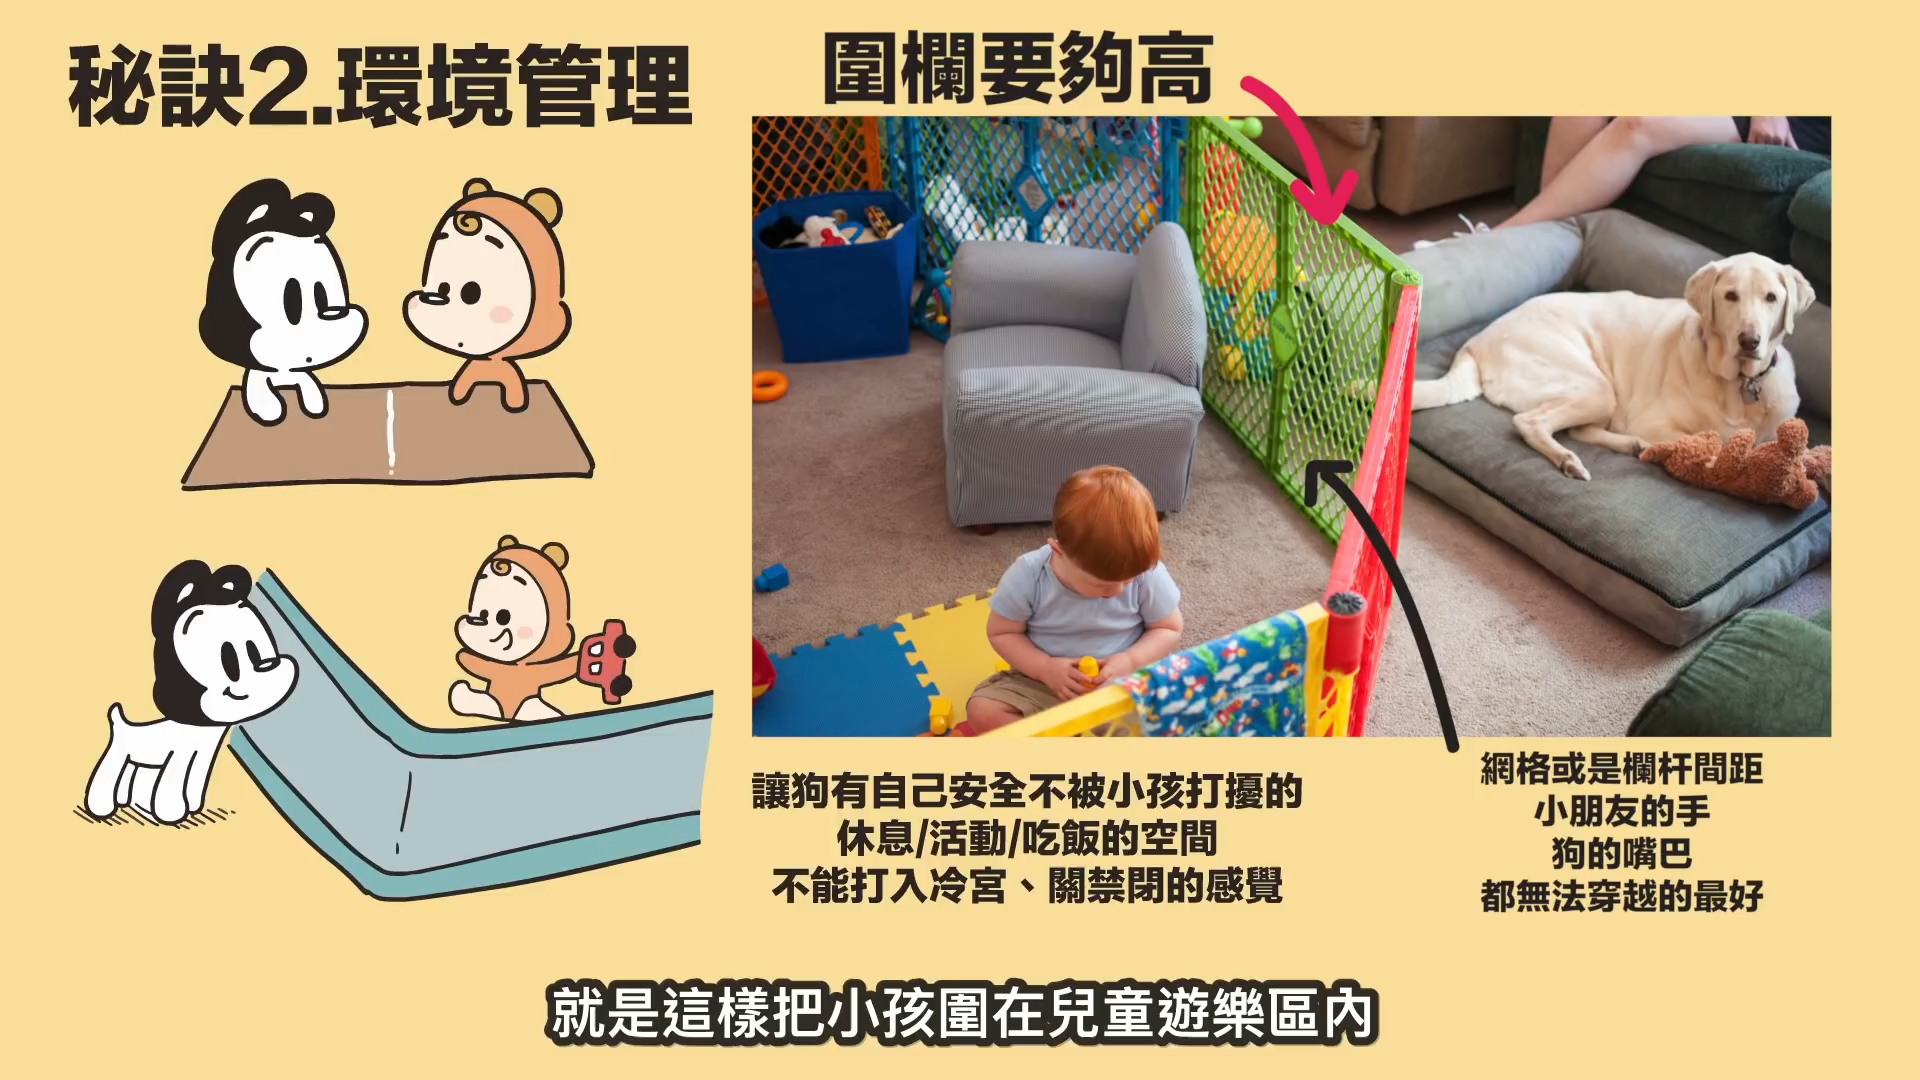 秘訣2.環境管理
圍欄要夠高
讓狗有自己安全不被小孩打擾的
休息/活動/吃飯的空間
不能打入冷宮、關禁閉的感覺
網格或是欄杆間距
小朋友的手
狗的嘴巴
都無法穿越的最好
就是這樣把小孩圍在兒童遊樂區內